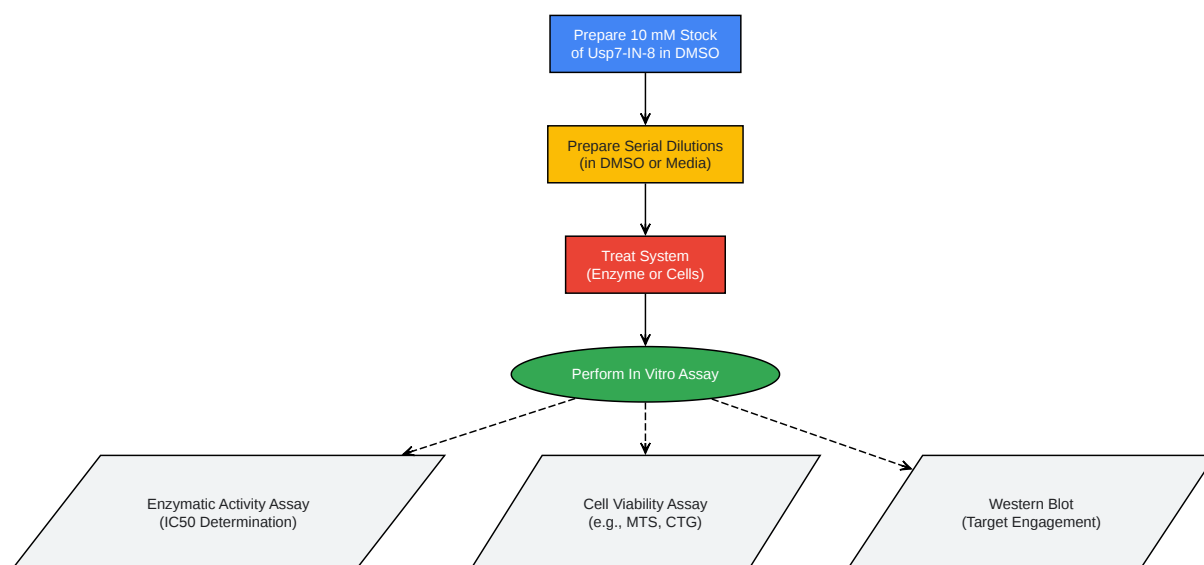 Prepare 10 mM Stock
of Usp7-IN-8 in DMSO
Prepare Serial Dilutions
(in DMSO or Media)
Treat System
(Enzyme or Cells)
Perform In Vitro Assay
Enzymatic Activity Assay
(IC50 Determination)
Cell Viability Assay
(e.g., MTS, CTG)
Western Blot
(Target Engagement)